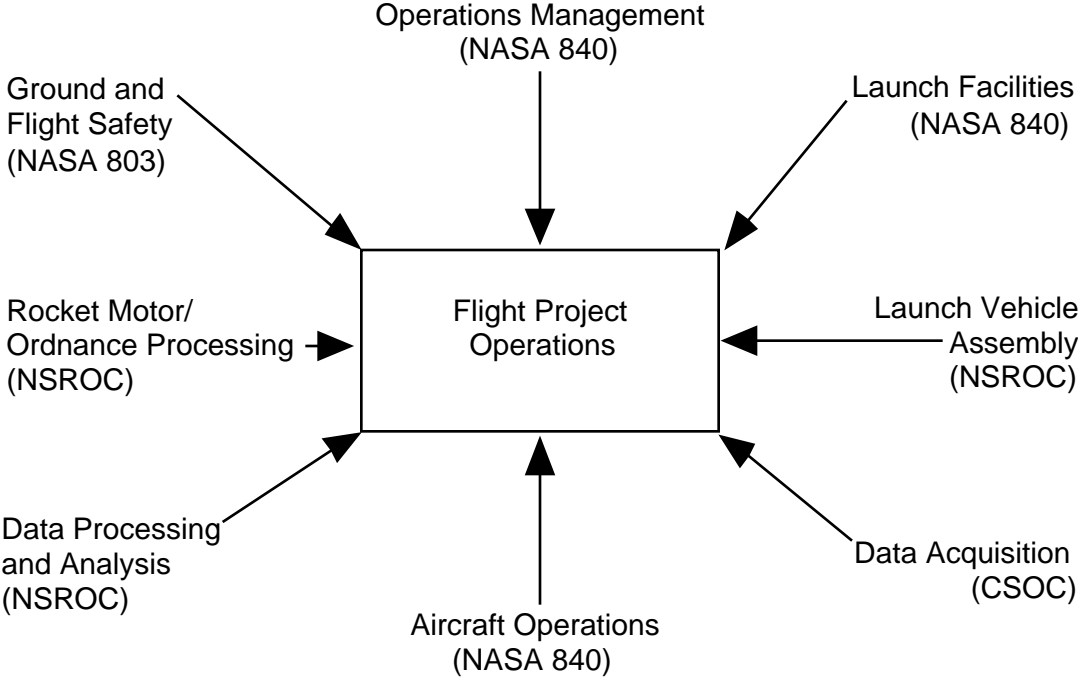 Operations Management
(NASA 840)
Ground and
Flight Safety
(NASA 803)
Launch Facilities
(NASA 840)
Rocket Motor/
Ordnance Processing
(NSROC)
Flight Project
Operations
Launch Vehicle
Assembly
(NSROC)
Data Processing
and Analysis
(NSROC)
Data Acquisition
(CSOC)
Aircraft Operations
(NASA 840)